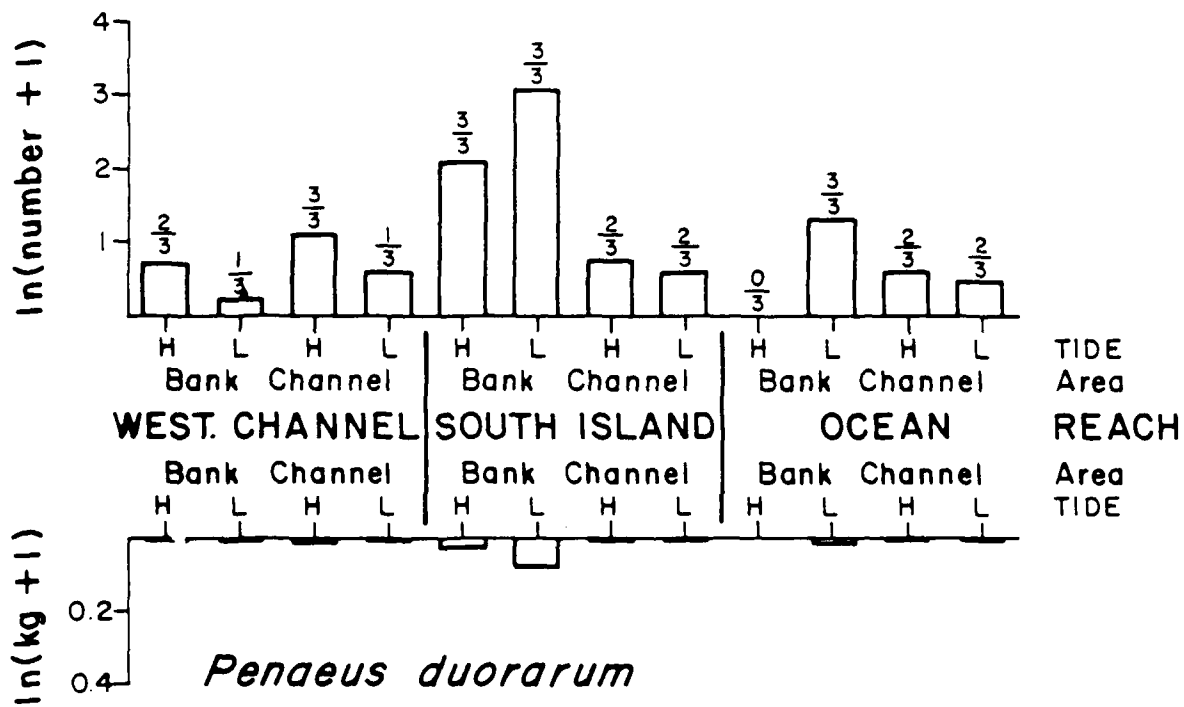 ln(number + 1)
4
3
2
1
2/3
1/3
3/3
1/3
3/3
3/3
2/3
2/3
0/3
3/3
2/3
2/3
H L H L H L H L H L H L TIDE
Bank Channel Bank Channel Bank Channel Area
WEST. CHANNEL SOUTH ISLAND OCEAN REACH
Bank Channel Bank Channel Bank Channel Area
H L H L H L H L H L H L TIDE
ln(kg + 1)
0.2
0.4
Penaeus duorarum